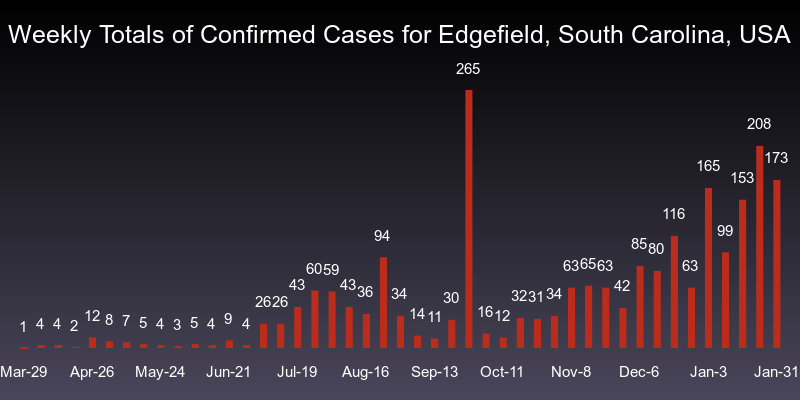 Weekly Totals of Confirmed Cases for Edgefield, South Carolina, USA
1 4 4 2 12 8 7 5 4 3 5 4 9 4 26 26 43 60 59 43 36 94 34 14 11 30 265 16 12 32 31 34 63 65 63 42 85 80 116 63 165 99 153 208 173
Mar-29 Apr-26 May-24 Jun-21 Jul-19 Aug-16 Sep-13 Oct-11 Nov-8 Dec-6 Jan-3 Jan-31